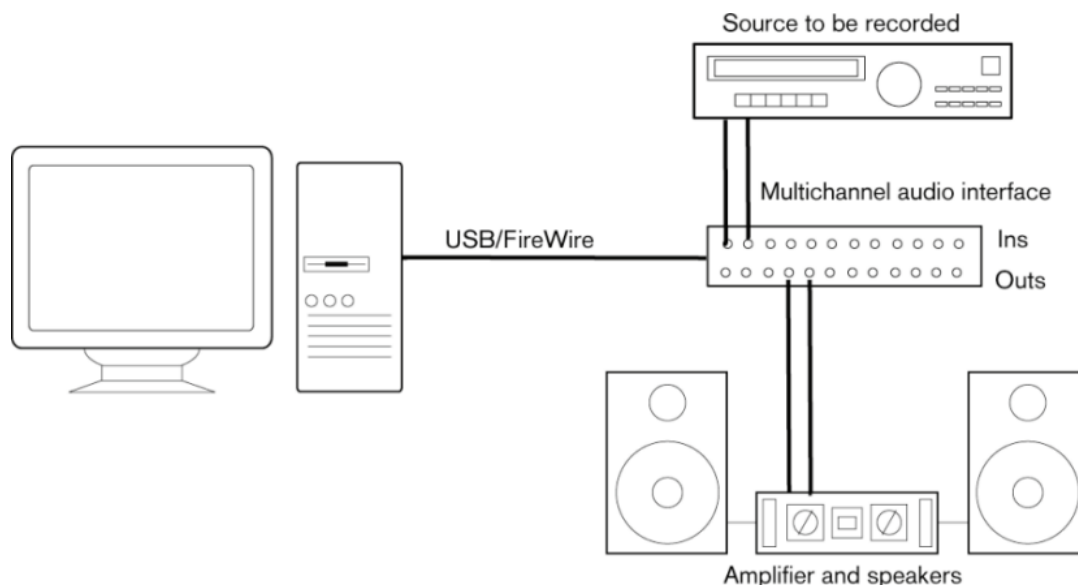 Source to be recorded
Multichannel audio interface
USB/FireWire
Ins
Outs
Amplifier and speakers